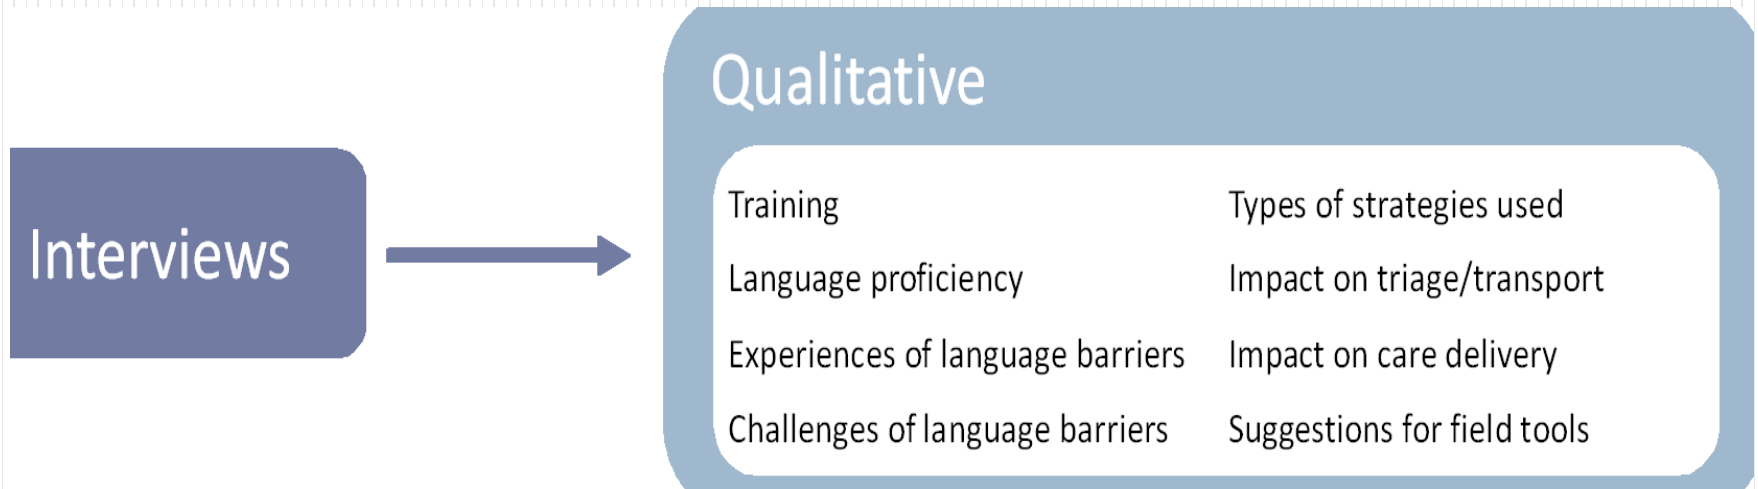 Qualitative
Interviews
Training
Language proficiency
Experiences of language barriers
Challenges of language barriers
Types of strategies used
Impact on triage/transport
Impact on care delivery
Suggestions for field tools